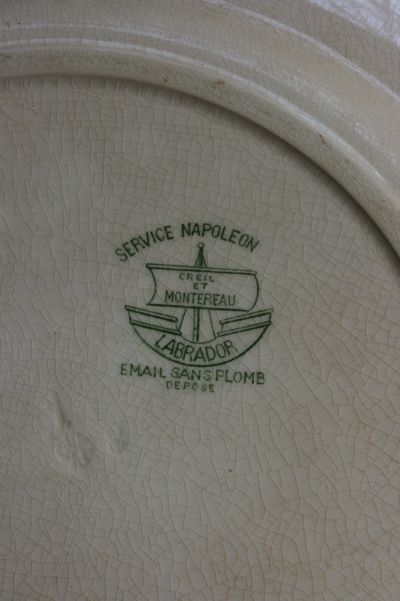 SERVICE NAPOLEON
CREIL
ET
MONTEREAU
LABRADOR
EMAIL SANS PLOMB
DEPOSE